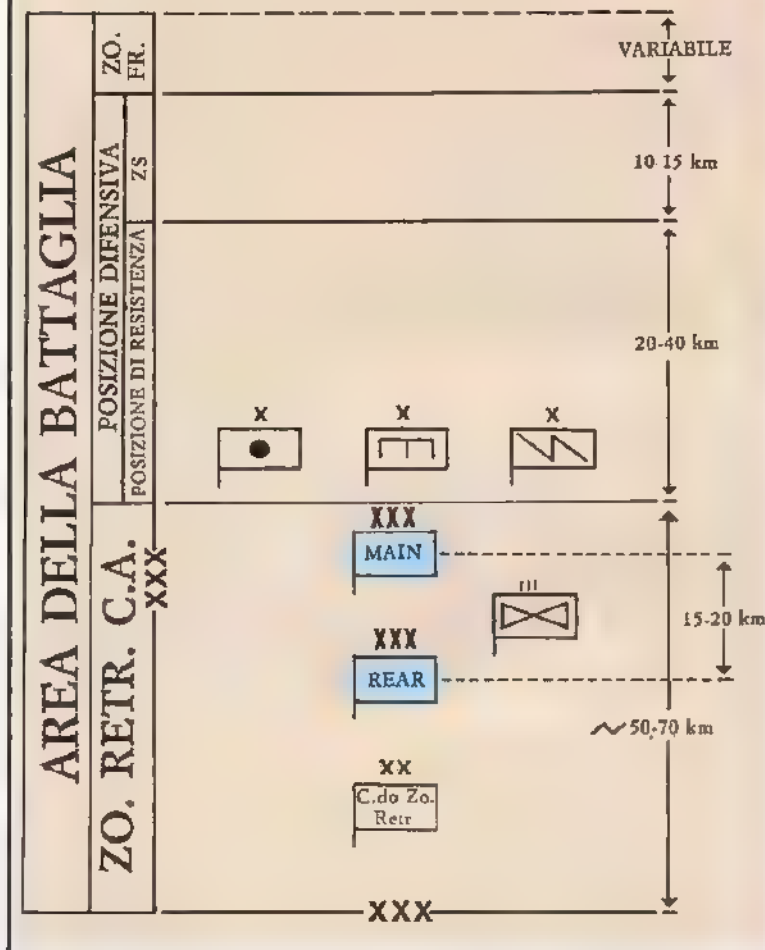 AREA DELLA BATTAGLIA
ZO. FR.
POSIZIONE DIFENSIVA
ZS
POSIZIONE DI RESISTENZA
ZO. RETR. C.A.
XXX
VARIABILE
10-15 km
20-40 km
X
X
X
XXX
MAIN
III
15-20 km
XXX
REAR
50-70 km
XX
C.do Zo.
Retr
XXX